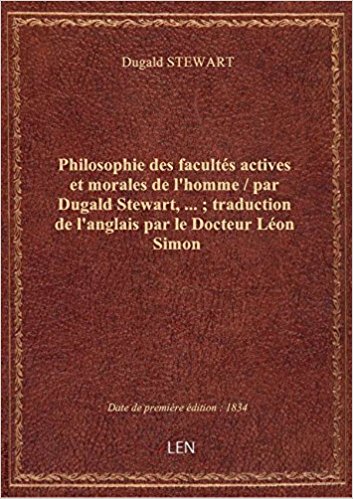 Dugald STEWART
Philosophie des facultés actives
et morales de l'homme / par
Dugald Stewart, ... ; traduction
de l'anglais par le Docteur Léon
Simon
Date de première édition : 1834
LEN